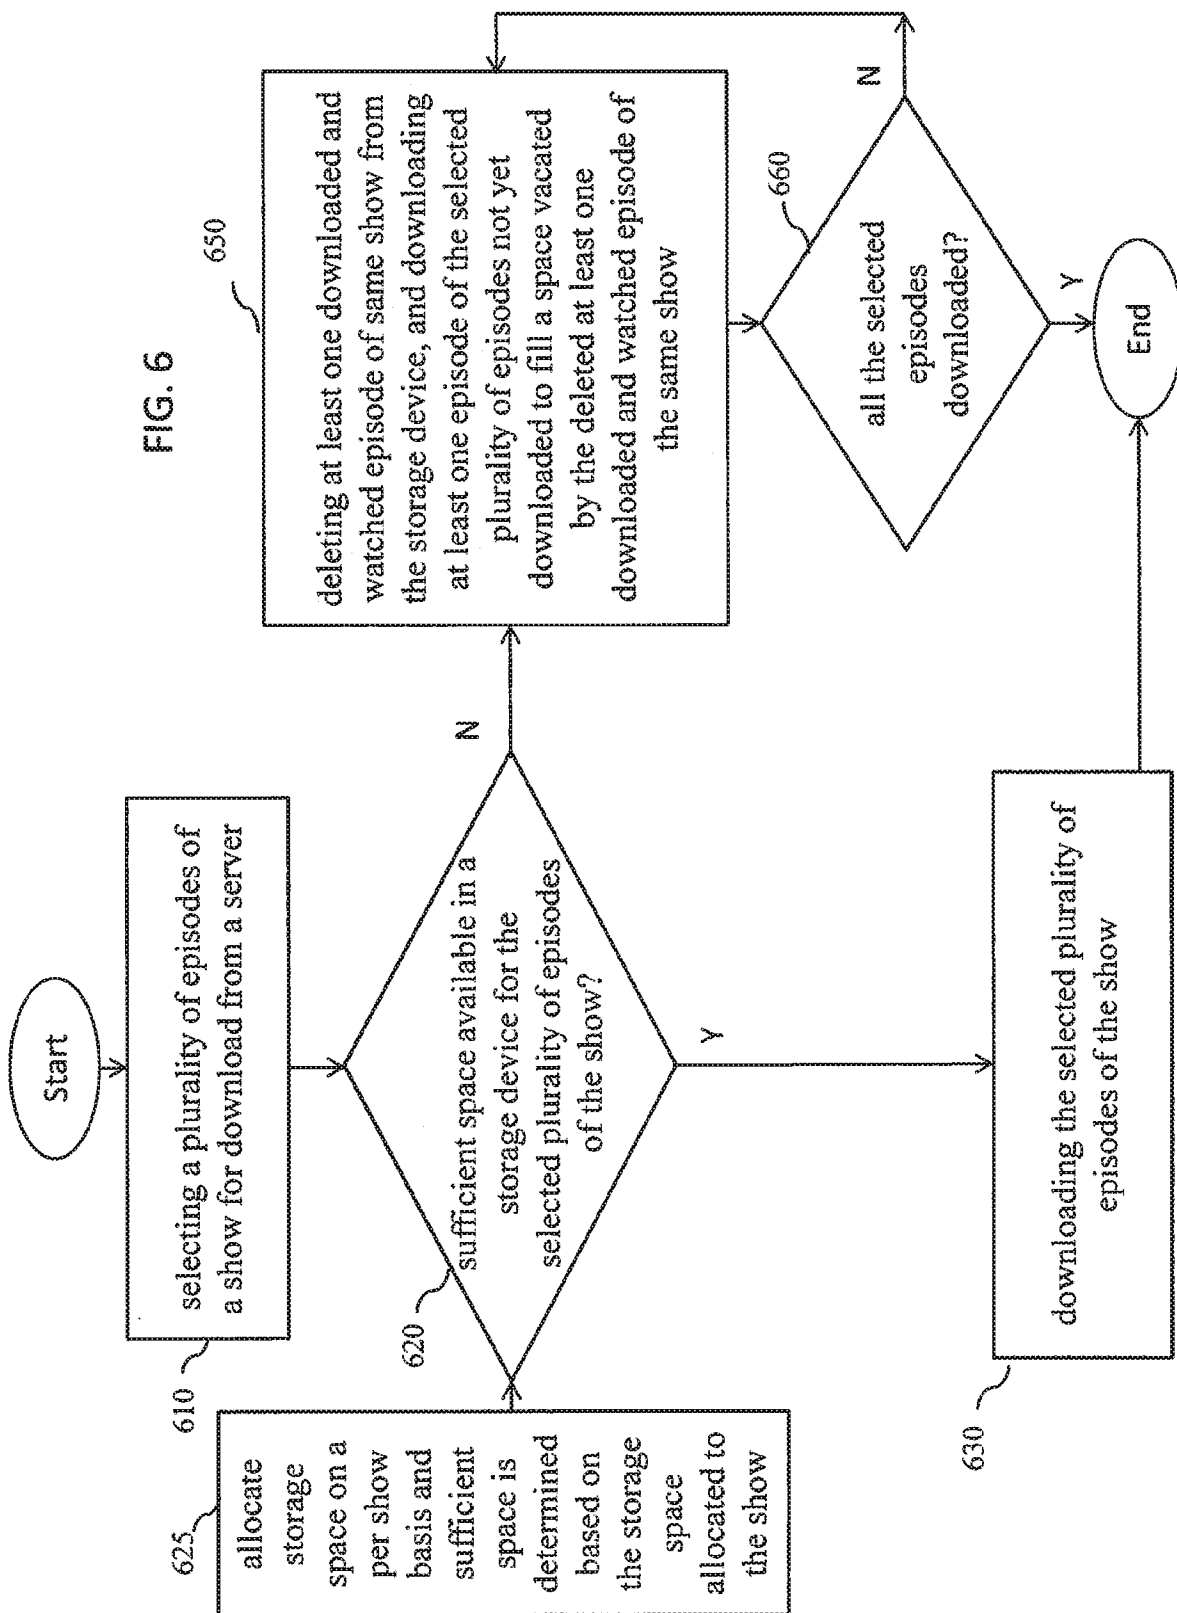 FIG. 6
Start
610
selecting a plurality of episodes of
a show for download from a server
625
allocate
storage
space on a
per show
basis and
sufficient
space is
determined
based on
the storage
space
allocated to
the show
620
sufficient space available in a
storage device for the
selected plurality of episodes
of the show?
N
Y
650
deleting at least one downloaded and
watched episode of same show from
the storage device, and downloading
at least one episode of the selected
plurality of episodes not yet
downloaded to fill a space vacated
by the deleted at least one
downloaded and watched episode of
the same show
660
all the selected
episodes
downloaded?
N
Y
630
downloading the selected plurality of
episodes of the show
End